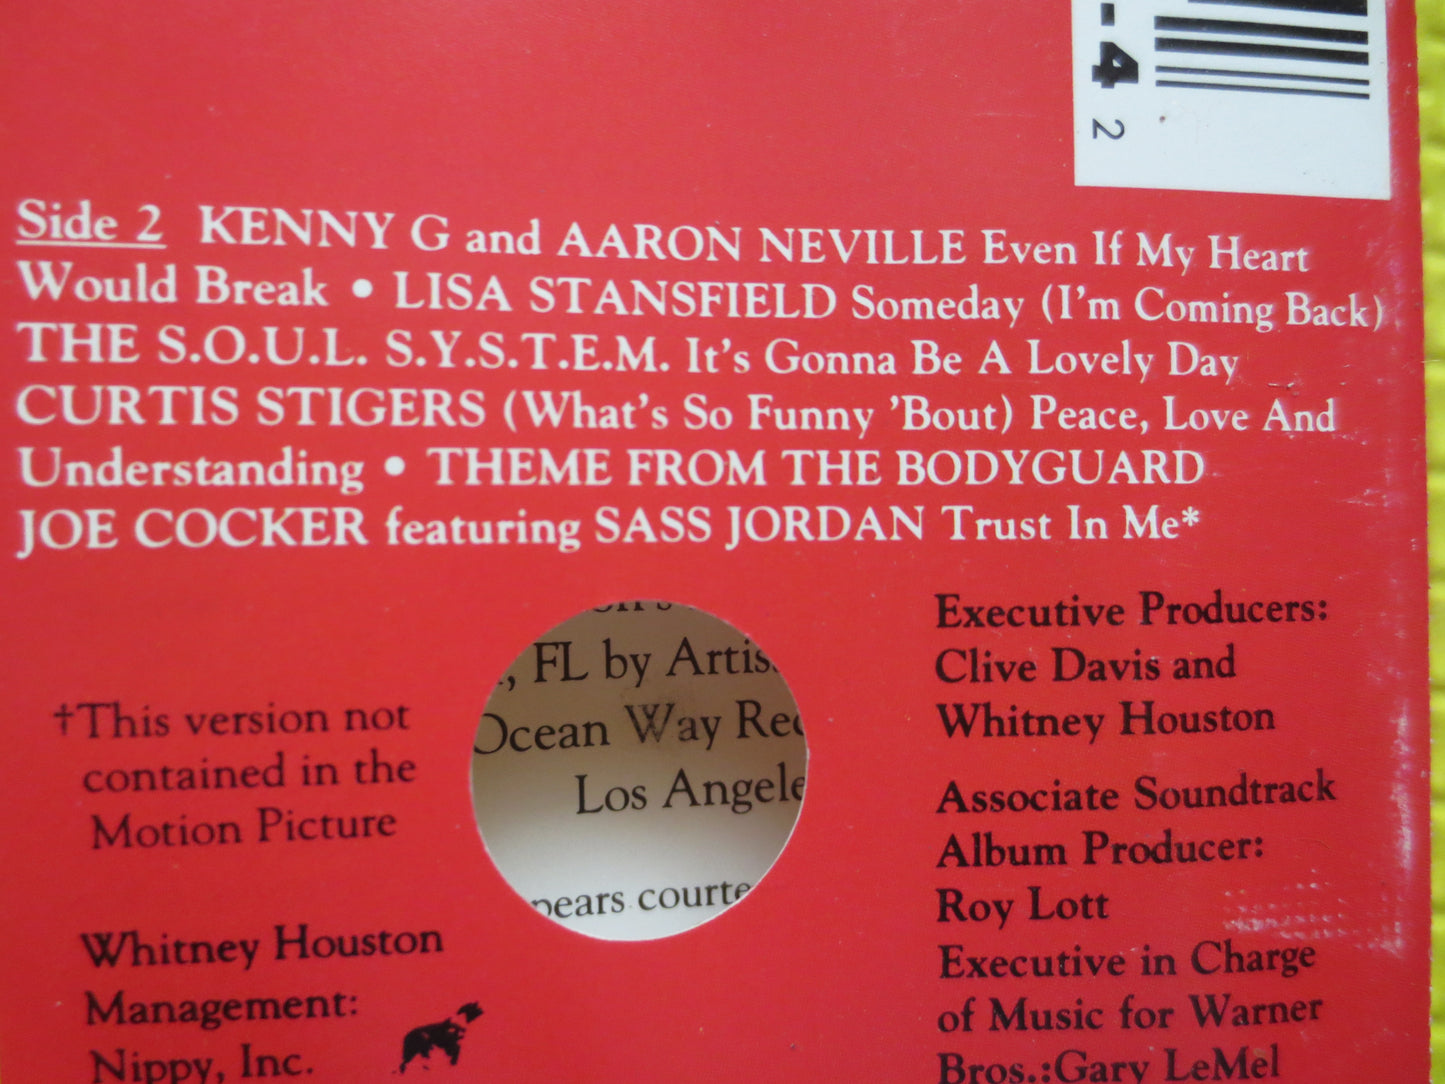 -4
2
Side 2 KENNY G and AARON NEVILLE Even If My Heart
Would Break • LISA STANSFIELD Someday (I'm Coming Back)
THE S.O.U.L. S.Y.S.T.E.M. It's Gonna Be A Lovely Day
CURTIS STIGERS (What's So Funny 'Bout) Peace, Love And
Understanding • THEME FROM THE BODYGUARD
JOE COCKER featuring SASS JORDAN Trust In Me*
, FL by Artis
Ocean Way Rec
Los Angele
pears courte
†This version not
contained in the
Motion Picture
Whitney Houston
Management:
Nippy, Inc.
Executive Producers:
Clive Davis and
Whitney Houston
Associate Soundtrack
Album Producer:
Roy Lott
Executive in Charge
of Music for Warner
Bros.:Gary LeMel